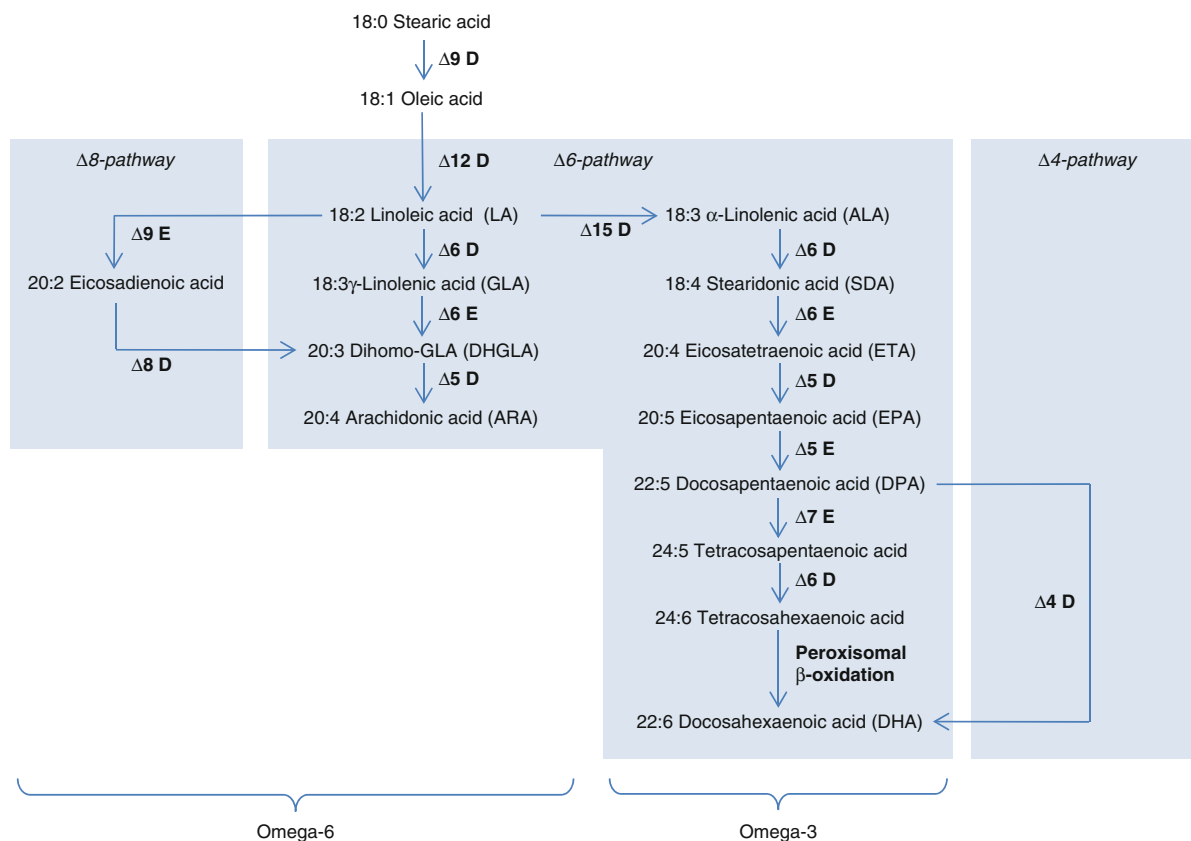 18:0 Stearic acid
Δ9 D
18:1 Oleic acid
Δ8-pathway
Δ12 D
Δ6-pathway
Δ4-pathway
18:2 Linoleic acid (LA)
Δ15 D
18:3 α-Linolenic acid (ALA)
Δ9 E
Δ6 D
Δ6 D
20:2 Eicosadienoic acid
18:3γ-Linolenic acid (GLA)
18:4 Stearidonic acid (SDA)
Δ6 E
Δ6 E
Δ8 D
20:3 Dihomo-GLA (DHGLA)
20:4 Eicosatetraenoic acid (ETA)
Δ5 D
Δ5 D
20:4 Arachidonic acid (ARA)
20:5 Eicosapentaenoic acid (EPA)
Δ5 E
22:5 Docosapentaenoic acid (DPA)
Δ7 E
24:5 Tetracosapentaenoic acid
Δ6 D
Δ4 D
24:6 Tetracosahexaenoic acid
Peroxisomal
β-oxidation
22:6 Docosahexaenoic acid (DHA)
Omega-6
Omega-3